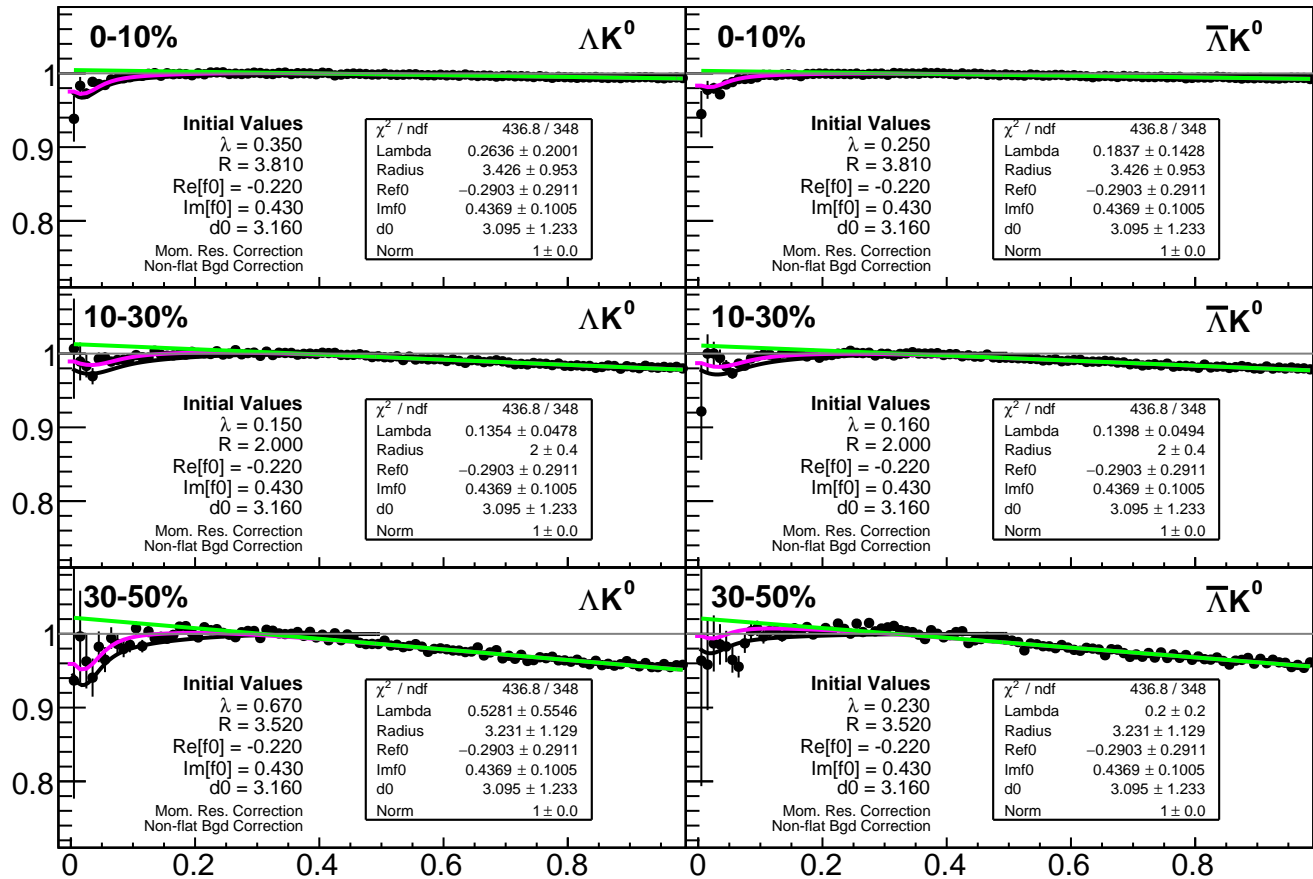 0-10%
ΛK⁰
1
0.9
0.8
Initial Values
λ = 0.350
R = 3.810
Re[f0] = -0.220
Im[f0] = 0.430
d0 = 3.160
Mom. Res. Correction
Non-flat Bgd Correction
χ² / ndf 436.8 / 348
Lambda 0.2636 ± 0.2001
Radius 3.426 ± 0.953
Ref0 −0.2903 ± 0.2911
Imf0 0.4369 ± 0.1005
d0 3.095 ± 1.233
Norm 1 ± 0.0
0-10%
Λ̅K⁰
Initial Values
λ = 0.250
R = 3.810
Re[f0] = -0.220
Im[f0] = 0.430
d0 = 3.160
Mom. Res. Correction
Non-flat Bgd Correction
χ² / ndf 436.8 / 348
Lambda 0.1837 ± 0.1428
Radius 3.426 ± 0.953
Ref0 −0.2903 ± 0.2911
Imf0 0.4369 ± 0.1005
d0 3.095 ± 1.233
Norm 1 ± 0.0
10-30%
ΛK⁰
1
0.9
0.8
Initial Values
λ = 0.150
R = 2.000
Re[f0] = -0.220
Im[f0] = 0.430
d0 = 3.160
Mom. Res. Correction
Non-flat Bgd Correction
χ² / ndf 436.8 / 348
Lambda 0.1354 ± 0.0478
Radius 2 ± 0.4
Ref0 −0.2903 ± 0.2911
Imf0 0.4369 ± 0.1005
d0 3.095 ± 1.233
Norm 1 ± 0.0
10-30%
Λ̅K⁰
Initial Values
λ = 0.160
R = 2.000
Re[f0] = -0.220
Im[f0] = 0.430
d0 = 3.160
Mom. Res. Correction
Non-flat Bgd Correction
χ² / ndf 436.8 / 348
Lambda 0.1398 ± 0.0494
Radius 2 ± 0.4
Ref0 −0.2903 ± 0.2911
Imf0 0.4369 ± 0.1005
d0 3.095 ± 1.233
Norm 1 ± 0.0
30-50%
ΛK⁰
1
0.9
0.8
Initial Values
λ = 0.670
R = 3.520
Re[f0] = -0.220
Im[f0] = 0.430
d0 = 3.160
Mom. Res. Correction
Non-flat Bgd Correction
χ² / ndf 436.8 / 348
Lambda 0.5281 ± 0.5546
Radius 3.231 ± 1.129
Ref0 −0.2903 ± 0.2911
Imf0 0.4369 ± 0.1005
d0 3.095 ± 1.233
Norm 1 ± 0.0
30-50%
Λ̅K⁰
Initial Values
λ = 0.230
R = 3.520
Re[f0] = -0.220
Im[f0] = 0.430
d0 = 3.160
Mom. Res. Correction
Non-flat Bgd Correction
χ² / ndf 436.8 / 348
Lambda 0.2 ± 0.2
Radius 3.231 ± 1.129
Ref0 −0.2903 ± 0.2911
Imf0 0.4369 ± 0.1005
d0 3.095 ± 1.233
Norm 1 ± 0.0
0 0.2 0.4 0.6 0.8 0 0.2 0.4 0.6 0.8